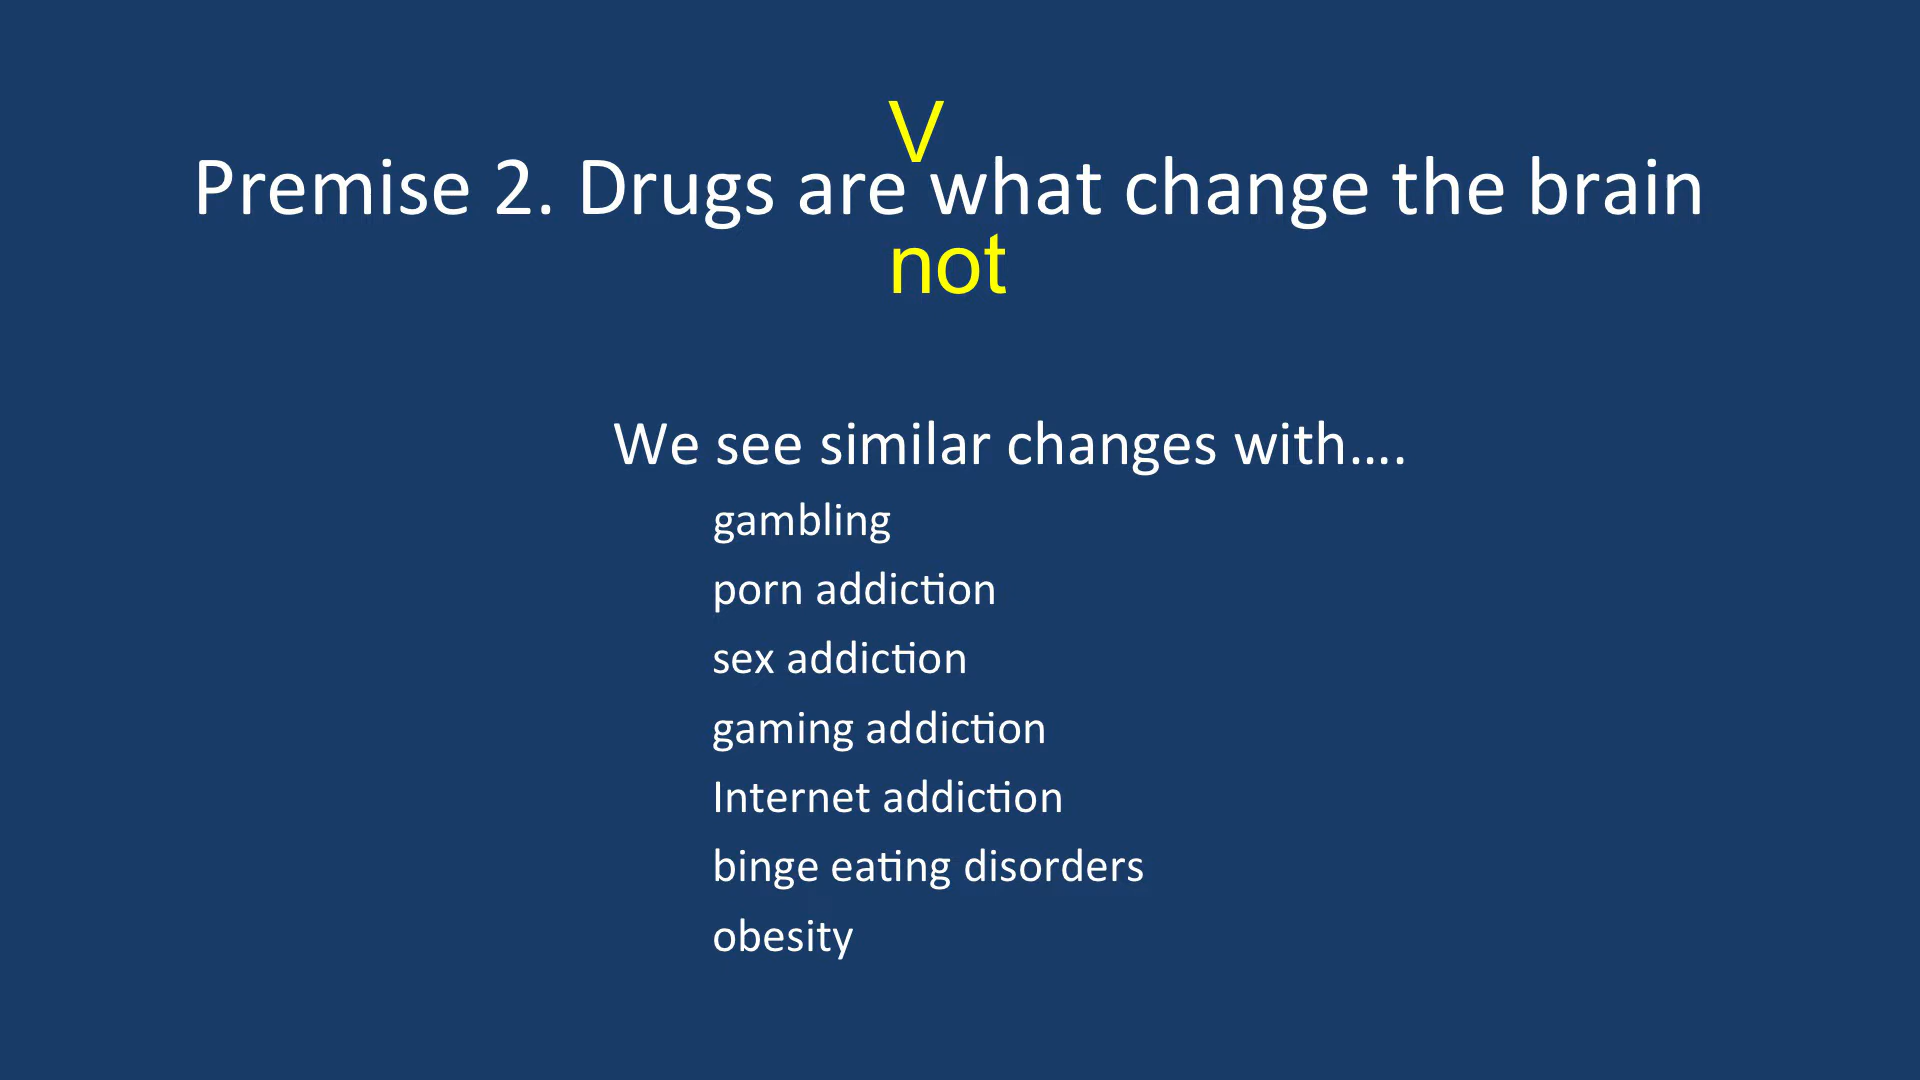 V
Premise 2. Drugs are what change the brain
not
We see similar changes with....
gambling
porn addiction
sex addiction
gaming addiction
Internet addiction
binge eating disorders
obesity